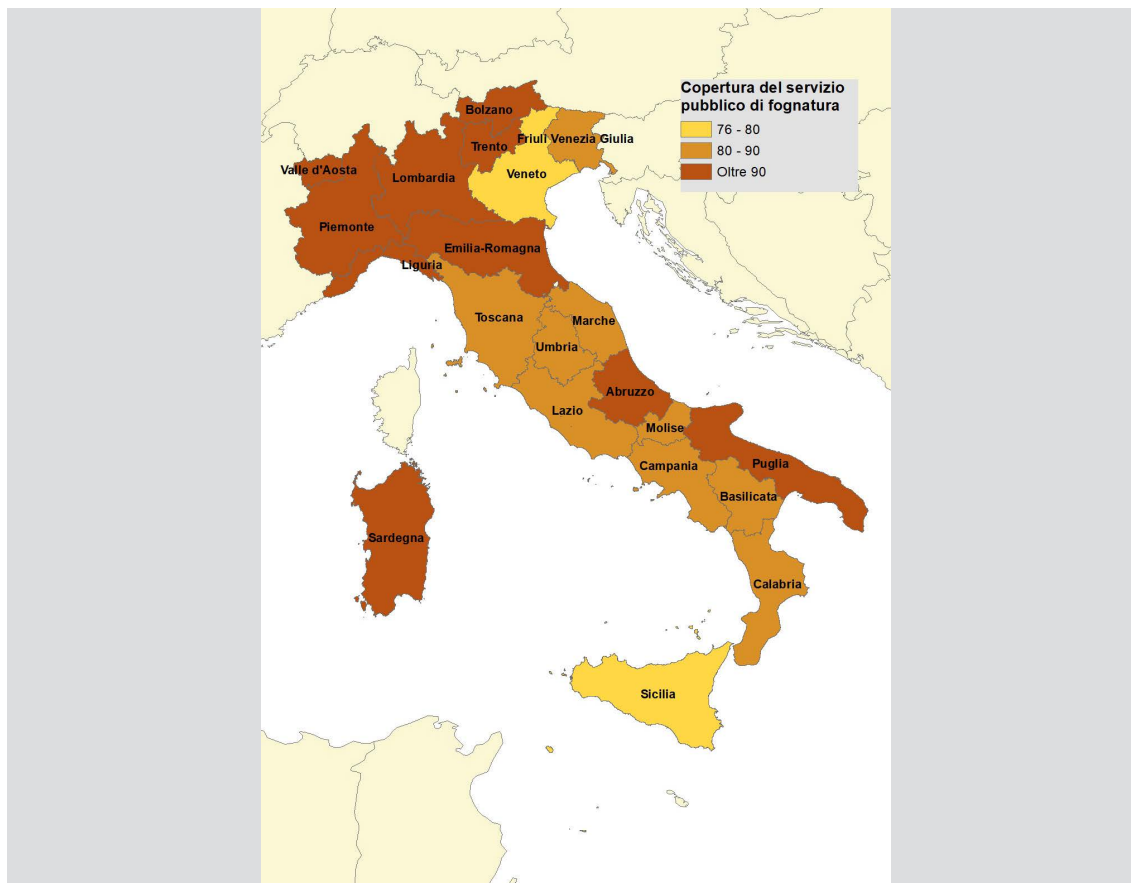 Copertura del servizio
pubblico di fognatura
76 - 80
80 - 90
Oltre 90
Bolzano
Trento
Friuli Venezia Giulia
Valle d'Aosta
Lombardia
Veneto
Piemonte
Emilia-Romagna
Liguria
Toscana
Marche
Umbria
Abruzzo
Lazio
Molise
Campania
Puglia
Basilicata
Sardegna
Calabria
Sicilia